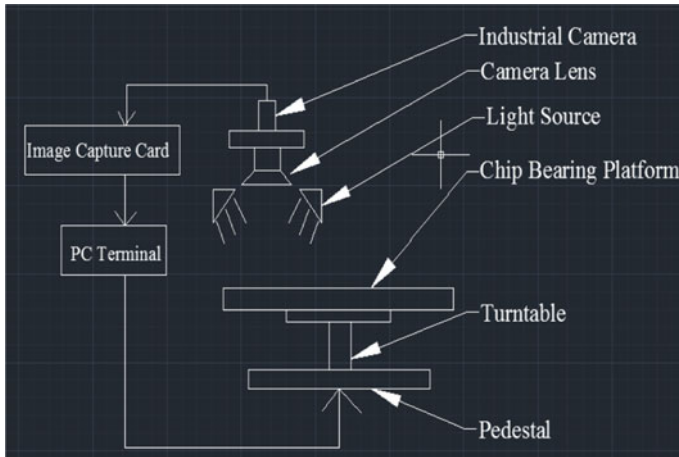 Industrial Camera
Camera Lens
Light Source
Image Capture Card
Chip Bearing Platform
PC Terminal
Turntable
Pedestal